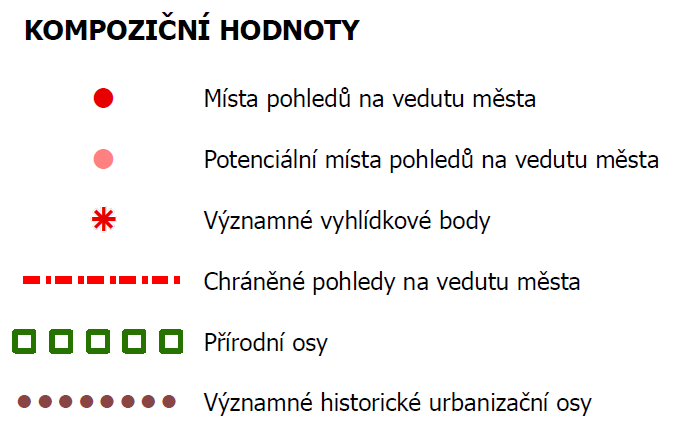 KOMPOZIČNÍ HODNOTY
Místa pohledů na vedutu města
Potenciální místa pohledů na vedutu města
Významné vyhlídkové body
Chráněné pohledy na vedutu města
Přírodní osy
Významné historické urbanizační osy